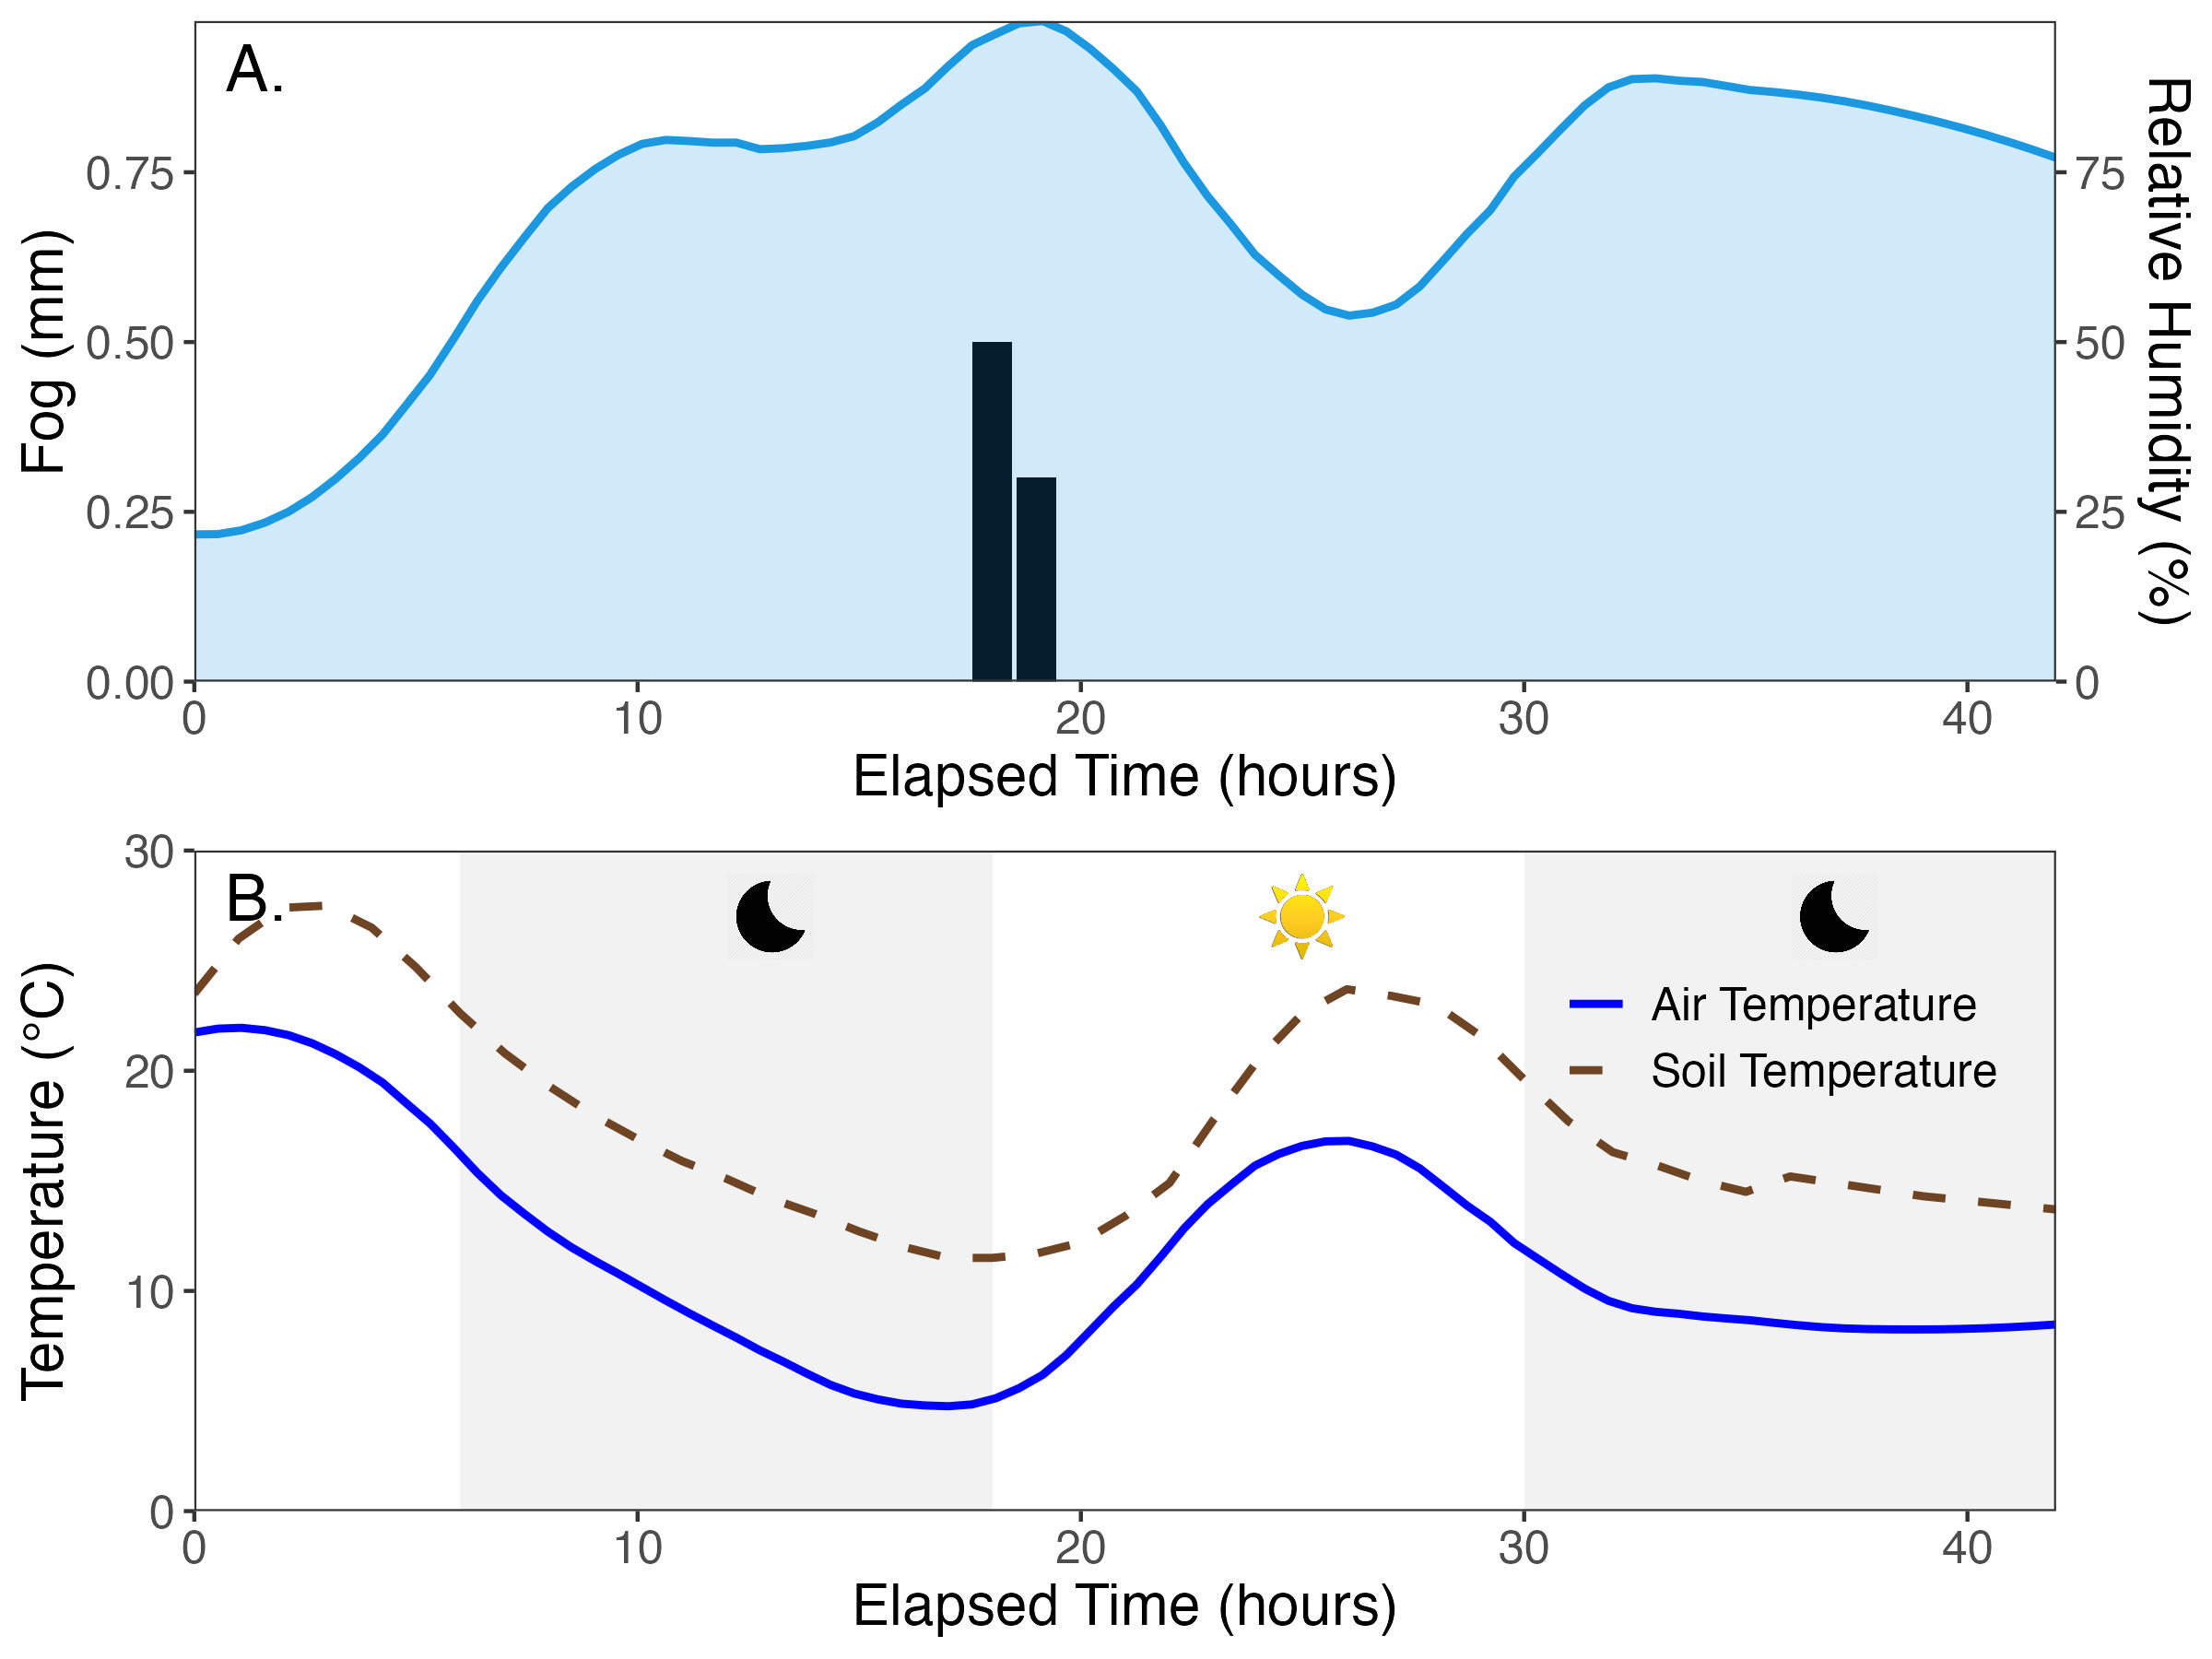 A.
Fog (mm)
0.75
0.50
0.25
0.00
75
50
25
0
Relative Humidity (%)
0 10 20 30 40
Elapsed Time (hours)
B.
Temperature (°C)
30
20
10
0
Air Temperature
Soil Temperature
0 10 20 30 40
Elapsed Time (hours)